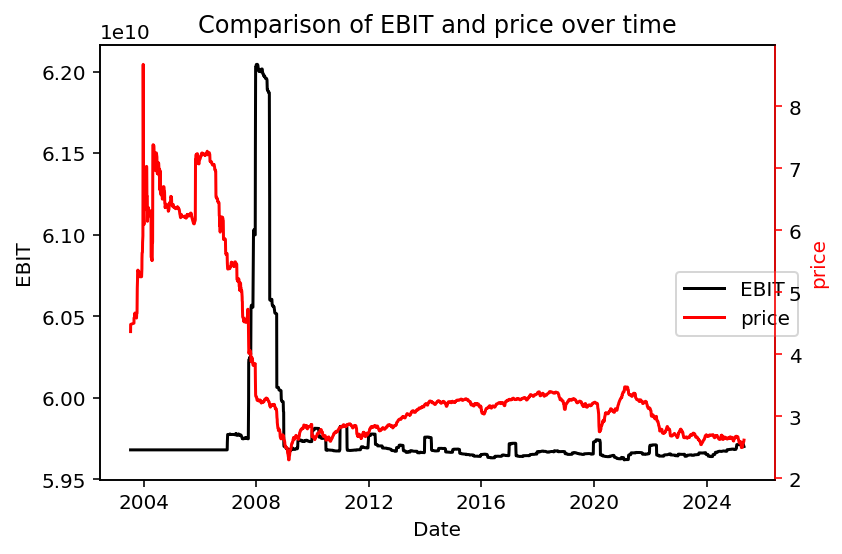 Comparison of EBIT and price over time
1e10
6.20
6.15
6.10
6.05
6.00
5.95
EBIT
8
7
6
5
4
3
2
price
EBIT
price
2004 2008 2012 2016 2020 2024
Date